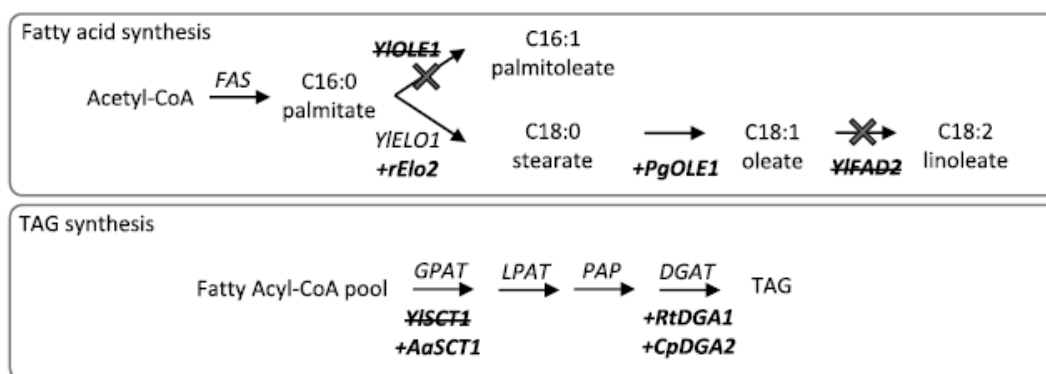 Fatty acid synthesis
YlOLE1
C16:1
palmitoleate
Acetyl-CoA
FAS
C16:0
palmitate
YlELO1
+rElo2
C18:0
stearate
+PgOLE1
C18:1
oleate
YlFAD2
C18:2
linoleate
TAG synthesis
Fatty Acyl-CoA pool
GPAT
LPAT
PAP
DGAT
TAG
YlSCT1
+AaSCT1
+RtDGA1
+CpDGA2